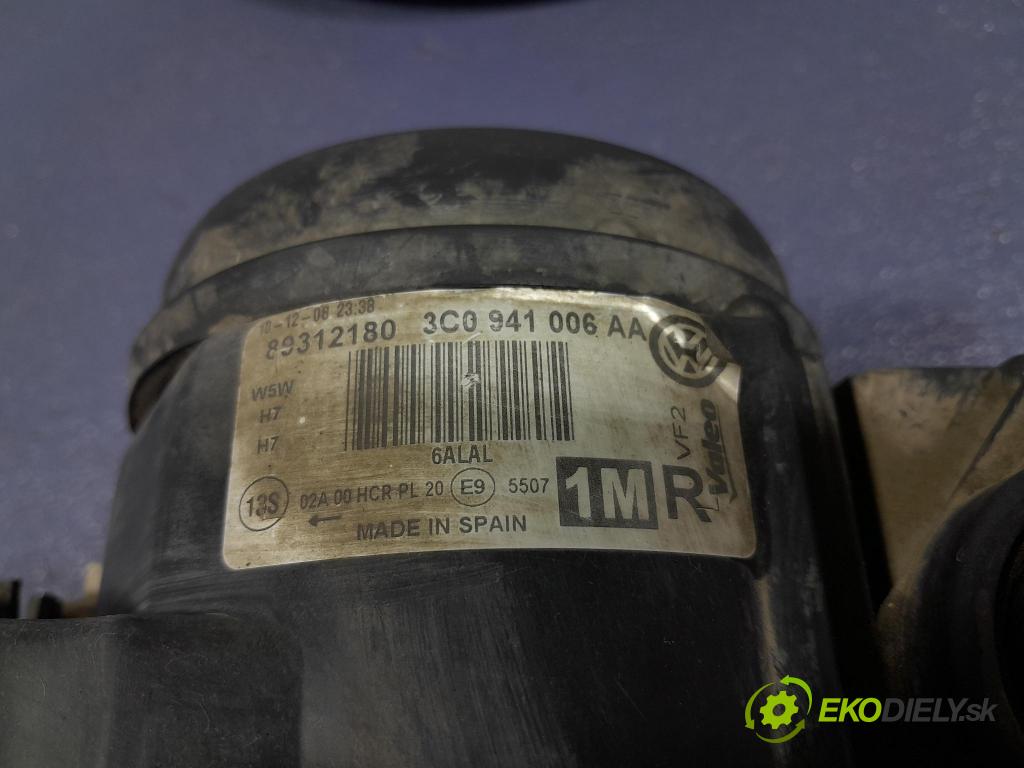 10-12-08 23:38
89312180 3C0 941 006 AA
W5W
H7
H7
6ALAL
13S 02A 00 HCR PL 20 E9 5507
1M R
VF2
Valeo
MADE IN SPAIN
EKODIELY.sk